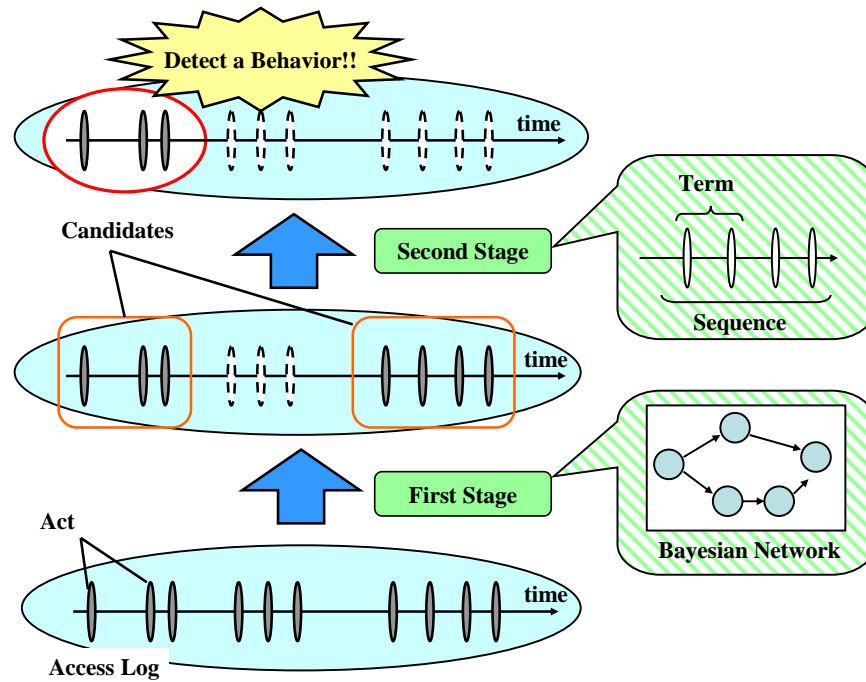 Detect a Behavior!!
time
Term
Candidates
Second Stage
Sequence
time
First Stage
Act
Bayesian Network
time
Access Log